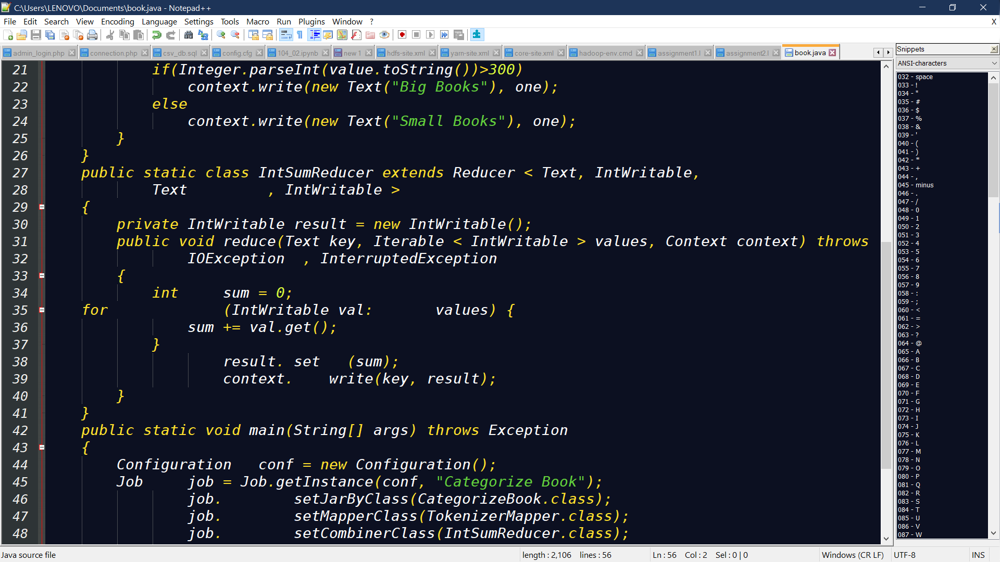 C:\Users\LENOVO\Documents\book.java - Notepad++
File Edit Search View Encoding Language Settings Tools Macro Run Plugins Window ? X
admin_login.php connection.php csv_db.sql config.cfg 104_02.ipynb new 1 hdfs-site.xml yarn-site.xml core-site.xml hadoop-env.cmd assignment1.l assignment2.l book.java
21 if(Integer.parseInt(value.toString())>300)
22 context.write(new Text("Big Books"), one);
23 else
24 context.write(new Text("Small Books"), one);
25 }
26 }
27 public static class IntSumReducer extends Reducer < Text, IntWritable,
28 Text , IntWritable >
29 {
30 private IntWritable result = new IntWritable();
31 public void reduce(Text key, Iterable < IntWritable > values, Context context) throws
32 IOException , InterruptedException
33 {
34 int sum = 0;
35 for (IntWritable val: values) {
36 sum += val.get();
37 }
38 result. set (sum);
39 context. write(key, result);
40 }
41 }
42 public static void main(String[] args) throws Exception
43 {
44 Configuration conf = new Configuration();
45 Job job = Job.getInstance(conf, "Categorize Book");
46 job. setJarByClass(CategorizeBook.class);
47 job. setMapperClass(TokenizerMapper.class);
48 job. setCombinerClass(IntSumReducer.class);
Snippets
ANSI-characters
032 - space
033 - !
034 - "
035 - #
036 - $
037 - %
038 - &
039 - '
040 - (
041 - )
042 - *
043 - +
044 - ,
045 - minus
046 - .
047 - /
048 - 0
049 - 1
050 - 2
051 - 3
052 - 4
053 - 5
054 - 6
055 - 7
056 - 8
057 - 9
058 - :
059 - ;
060 - <
061 - =
062 - >
063 - ?
064 - @
065 - A
066 - B
067 - C
068 - D
069 - E
070 - F
071 - G
072 - H
073 - I
074 - J
075 - K
076 - L
077 - M
078 - N
079 - O
080 - P
081 - Q
082 - R
083 - S
084 - T
085 - U
086 - V
087 - W
Java source file length : 2,106 lines : 56 Ln : 56 Col : 2 Sel : 0 | 0 Windows (CR LF) UTF-8 INS